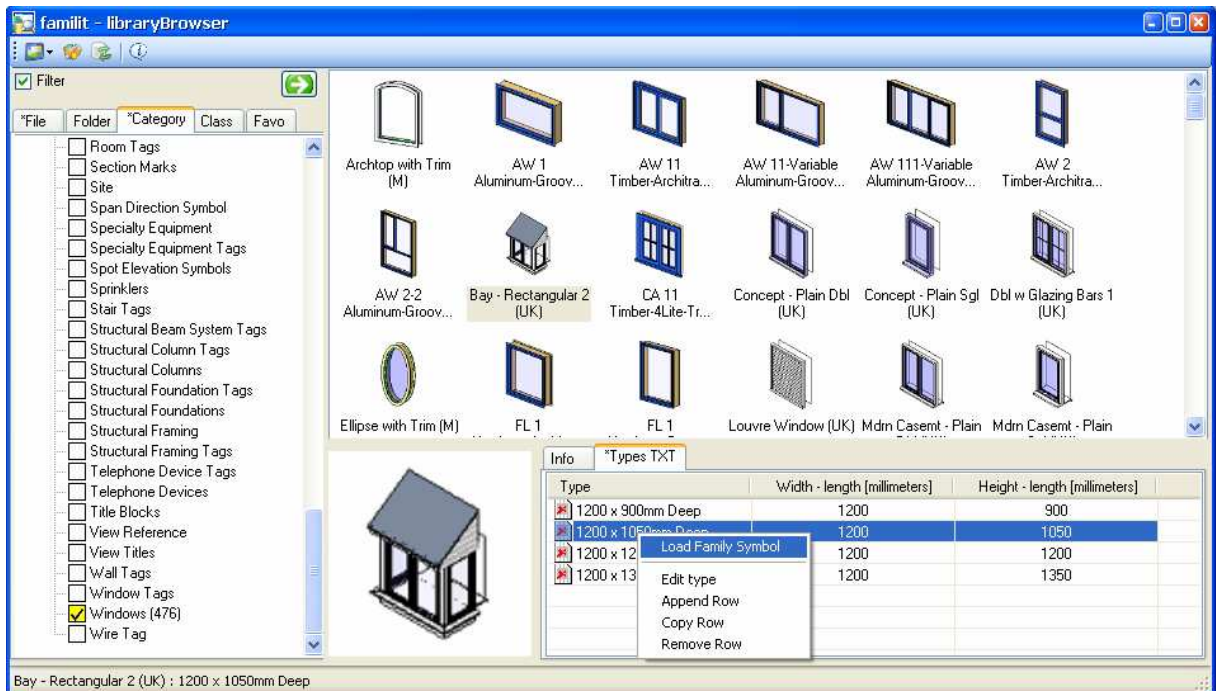 familit - libraryBrowser
Filter
*File Folder *Category Class Favo
Room Tags
Section Marks
Site
Span Direction Symbol
Specialty Equipment
Specialty Equipment Tags
Spot Elevation Symbols
Sprinklers
Stair Tags
Structural Beam System Tags
Structural Column Tags
Structural Columns
Structural Foundation Tags
Structural Foundations
Structural Framing
Structural Framing Tags
Telephone Device Tags
Telephone Devices
Title Blocks
View Reference
View Titles
Wall Tags
Window Tags
Windows (476)
Wire Tag
Archtop with Trim
(M)
AW 1
Aluminum-Groov...
AW 11
Timber-Architra...
AW 11-Variable
Aluminum-Groov...
AW 111-Variable
Aluminum-Groov...
AW 2
Timber-Architra...
AW 2-2
Aluminum-Groov...
Bay - Rectangular 2
(UK)
CA 11
Timber-4Lite-Tr...
Concept - Plain Dbl
(UK)
Concept - Plain Sgl
(UK)
Dbl w Glazing Bars 1
(UK)
Ellipse with Trim (M)
FL 1
FL 1
Louvre Window (UK)
Mdrn Casemt - Plain
Mdrn Casemt - Plain
Info *Types TXT
Type Width - length [millimeters] Height - length [millimeters]
1200 x 900mm Deep 1200 900
1200 x 1050mm Deep 1200 1050
1200 x 12 1200 1200
1200 x 13 1200 1350
Load Family Symbol
Edit type
Append Row
Copy Row
Remove Row
Bay - Rectangular 2 (UK) : 1200 x 1050mm Deep